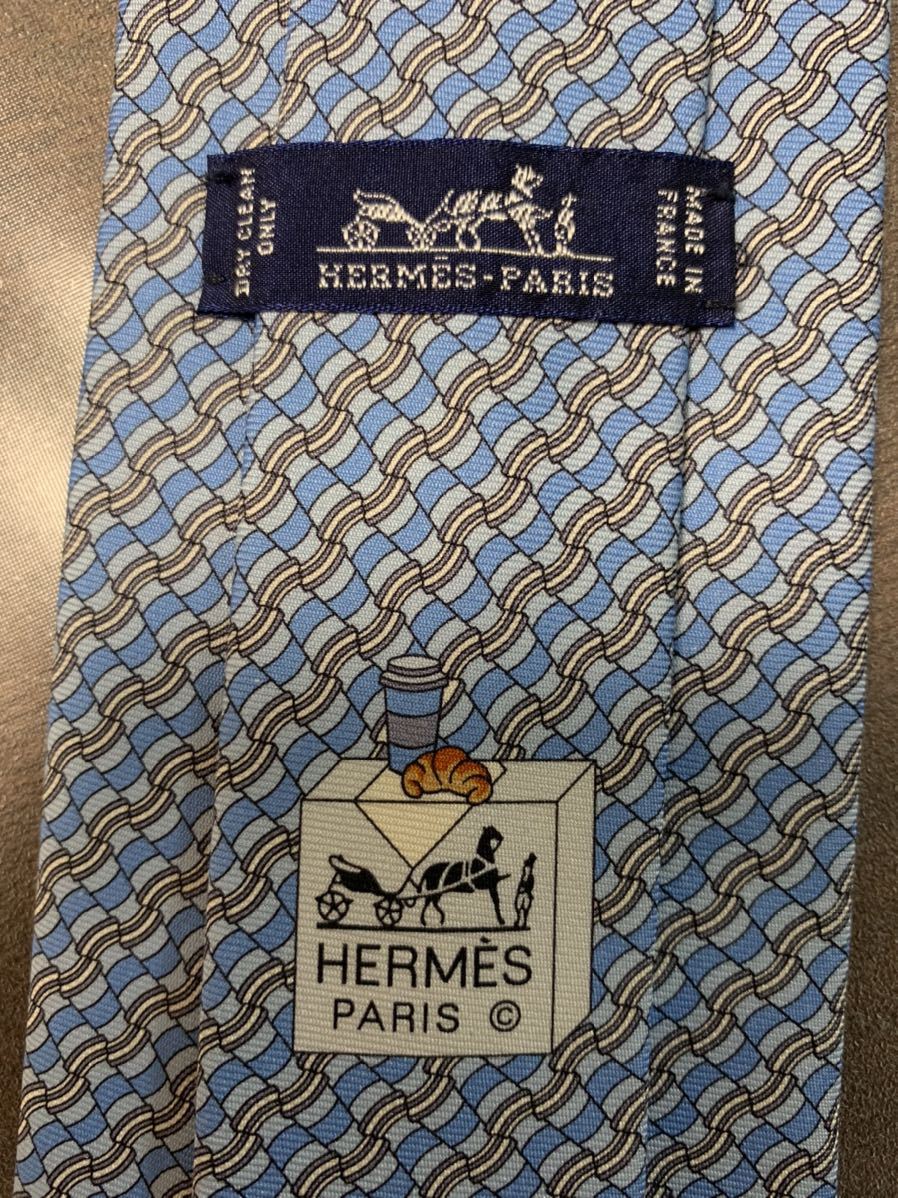 DRY CLEAN
ONLY
HERMÈS-PARIS
MADE IN
FRANCE
HERMÈS
PARIS ©